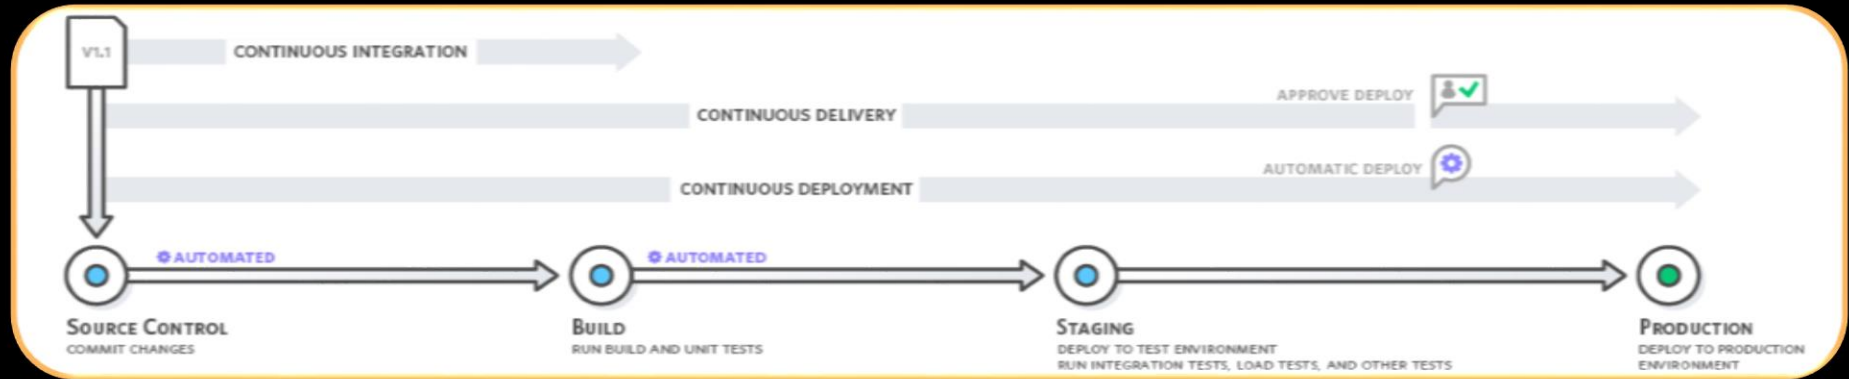 V1.1
CONTINUOUS INTEGRATION
APPROVE DEPLOY
CONTINUOUS DELIVERY
AUTOMATIC DEPLOY
CONTINUOUS DEPLOYMENT
AUTOMATED
AUTOMATED
SOURCE CONTROL
COMMIT CHANGES
BUILD
RUN BUILD AND UNIT TESTS
STAGING
DEPLOY TO TEST ENVIRONMENT
RUN INTEGRATION TESTS, LOAD TESTS, AND OTHER TESTS
PRODUCTION
DEPLOY TO PRODUCTION
ENVIRONMENT